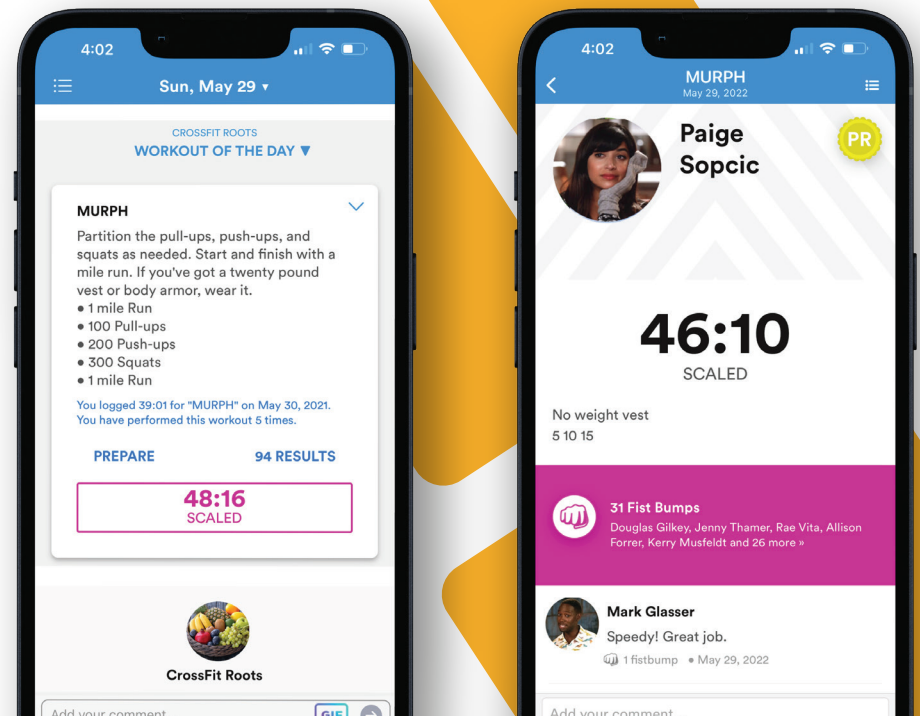 4:02
Sun, May 29 ▾
CROSSFIT ROOTS
WORKOUT OF THE DAY ▼
MURPH
Partition the pull-ups, push-ups, and
squats as needed. Start and finish with a
mile run. If you've got a twenty pound
vest or body armor, wear it.
• 1 mile Run
• 100 Pull-ups
• 200 Push-ups
• 300 Squats
• 1 mile Run
You logged 39:01 for "MURPH" on May 30, 2021.
You have performed this workout 5 times.
PREPARE 94 RESULTS
48:16
SCALED
CrossFit Roots
Add your comment
GIF
4:02
MURPH
May 29, 2022
Paige
Sopcic
PR
46:10
SCALED
No weight vest
5 10 15
31 Fist Bumps
Douglas Gilkey, Jenny Thamer, Rae Vita, Allison
Forrer, Kerry Musfeldt and 26 more »
Mark Glasser
Speedy! Great job.
1 fistbump • May 29, 2022
Add your comment